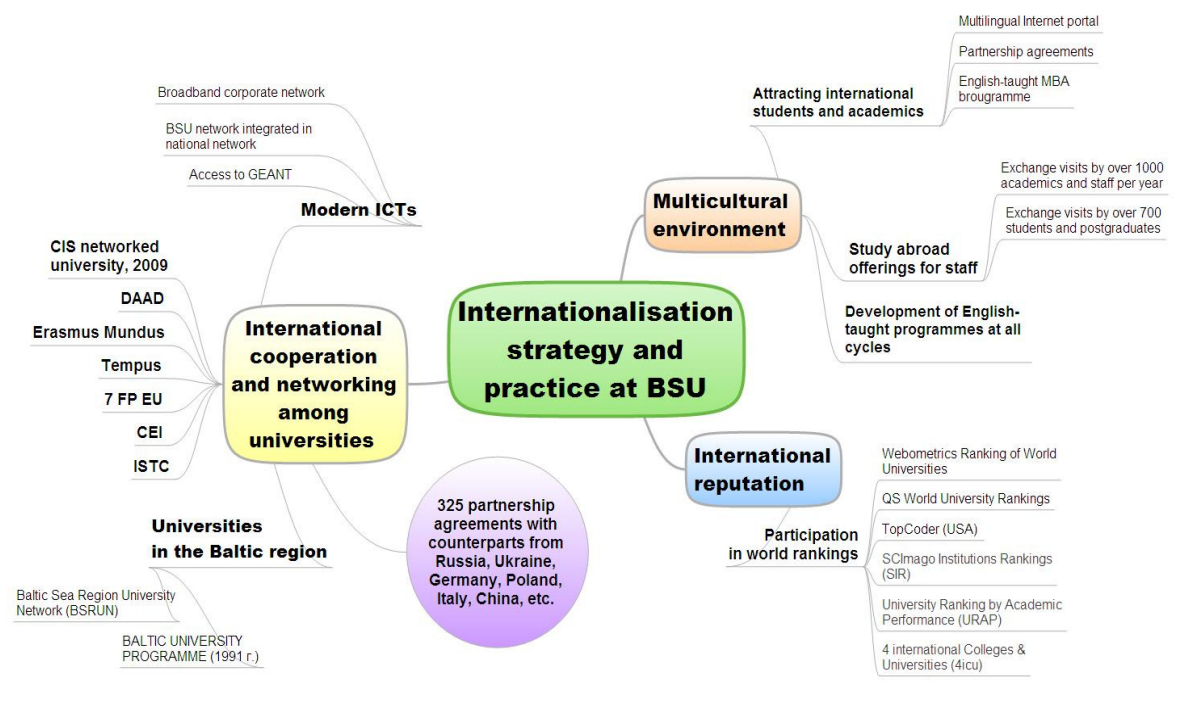 Internationalisation
strategy and
practice at BSU
Multicultural
environment
Attracting international
students and academics
Multilingual Internet portal
Partnership agreements
English-taught MBA
brougramme
Study abroad
offerings for staff
Exchange visits by over 1000
academics and staff per year
Exchange visits by over 700
students and postgraduates
Development of English-
taught programmes at all
cycles
International
reputation
Participation
in world rankings
Webometrics Ranking of World
Universities
QS World University Rankings
TopCoder (USA)
SCImago Institutions Rankings
(SIR)
University Ranking by Academic
Performance (URAP)
4 international Colleges &
Universities (4icu)
International
cooperation
and networking
among
universities
Modern ICTs
Broadband corporate network
BSU network integrated in
national network
Access to GEANT
CIS networked
university, 2009
DAAD
Erasmus Mundus
Tempus
7 FP EU
CEI
ISTC
Universities
in the Baltic region
Baltic Sea Region University
Network (BSRUN)
BALTIC UNIVERSITY
PROGRAMME (1991 г.)
325 partnership
agreements with
counterparts from
Russia, Ukraine,
Germany, Poland,
Italy, China, etc.